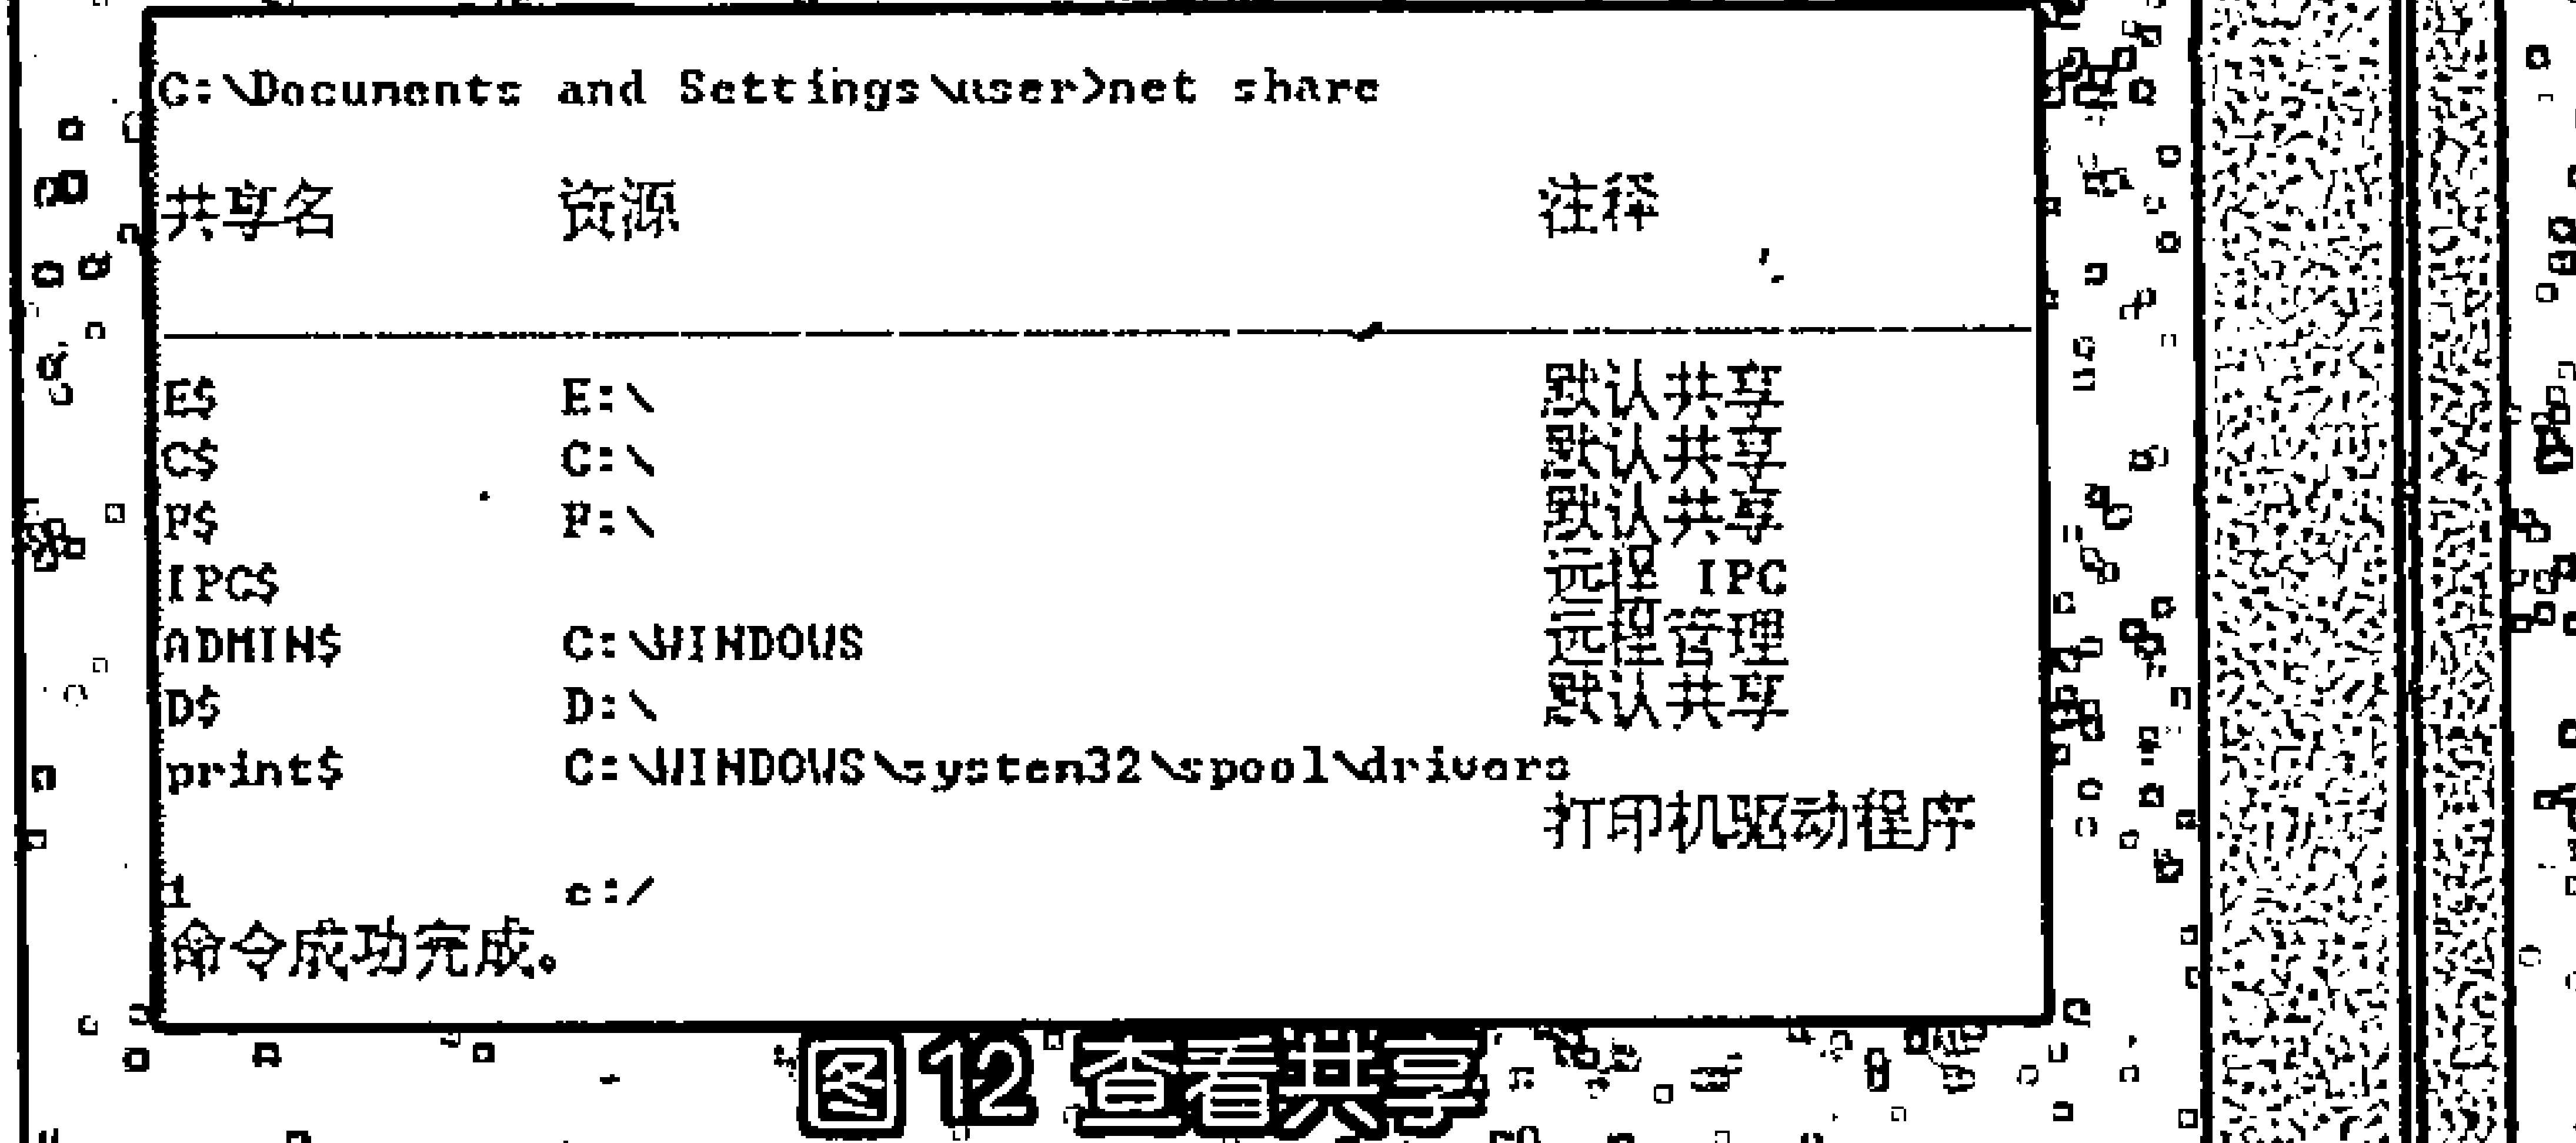 C:\Documents and Settings\user>net share
共享名 资源 注释
E$ E:\ 默认共享
C$ C:\ 默认共享
F$ F:\ 默认共享
IPC$ 远程 IPC
ADMIN$ C:\WINDOWS 远程管理
D$ D:\ 默认共享
print$ C:\WINDOWS\system32\spool\drivers
打印机驱动程序
1 c:/
命令成功完成。
图12 查看共享